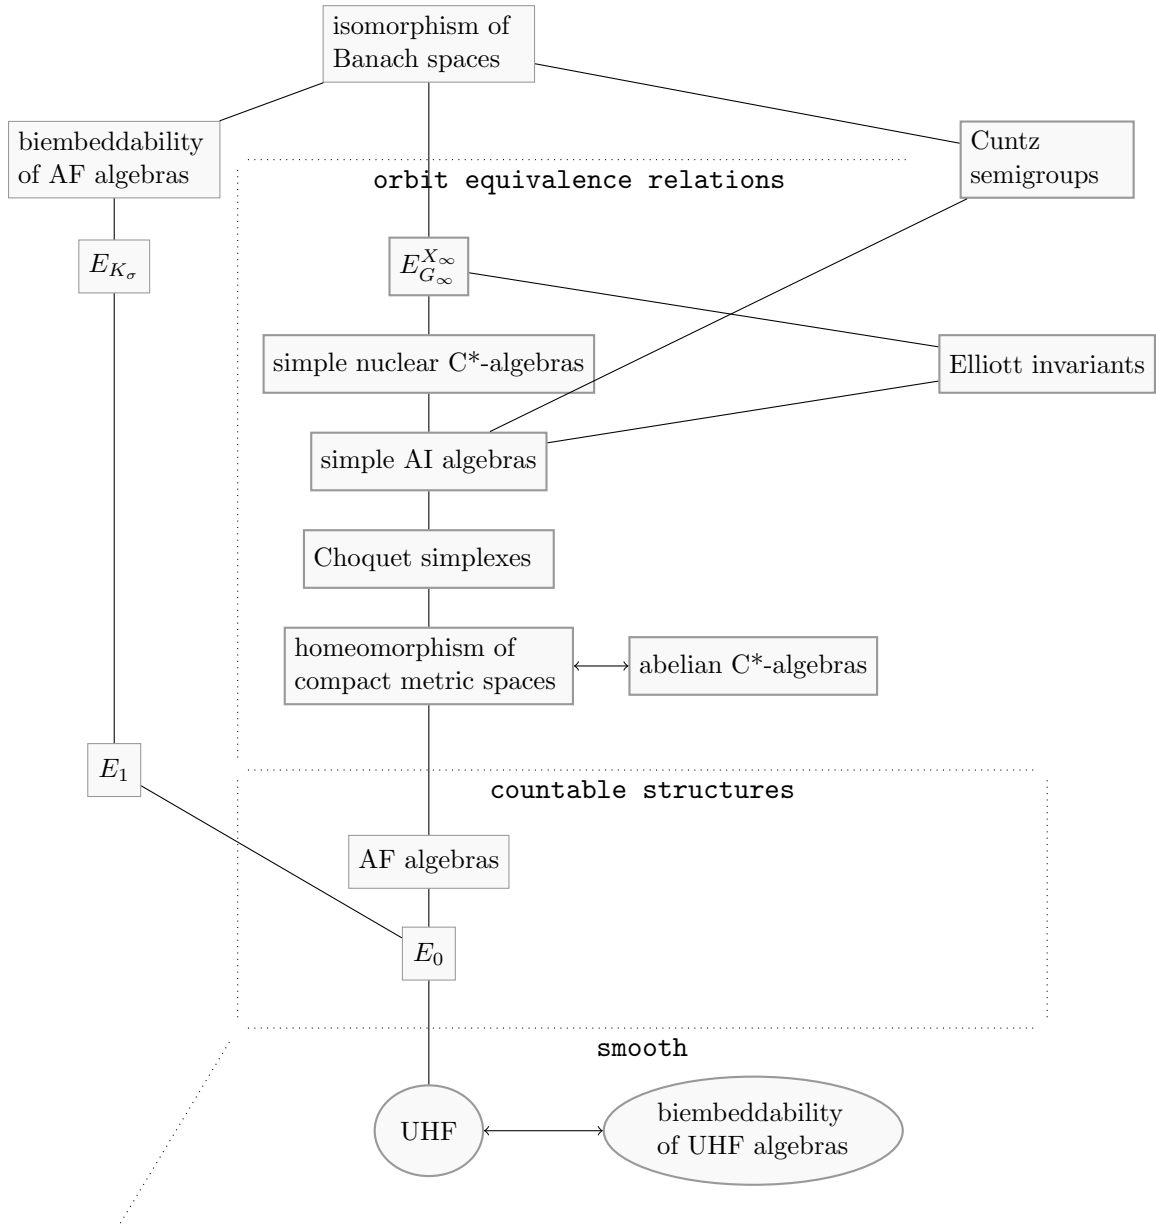 isomorphism of
Banach spaces
biembeddability
of AF algebras
Cuntz
semigroups
orbit equivalence relations
$E_{K_\sigma}$
$E_{G_\infty}^{X_\infty}$
simple nuclear C*-algebras
Elliott invariants
simple AI algebras
Choquet simplexes
homeomorphism of
compact metric spaces
abelian C*-algebras
$E_1$
countable structures
AF algebras
$E_0$
smooth
UHF
biembeddability
of UHF algebras